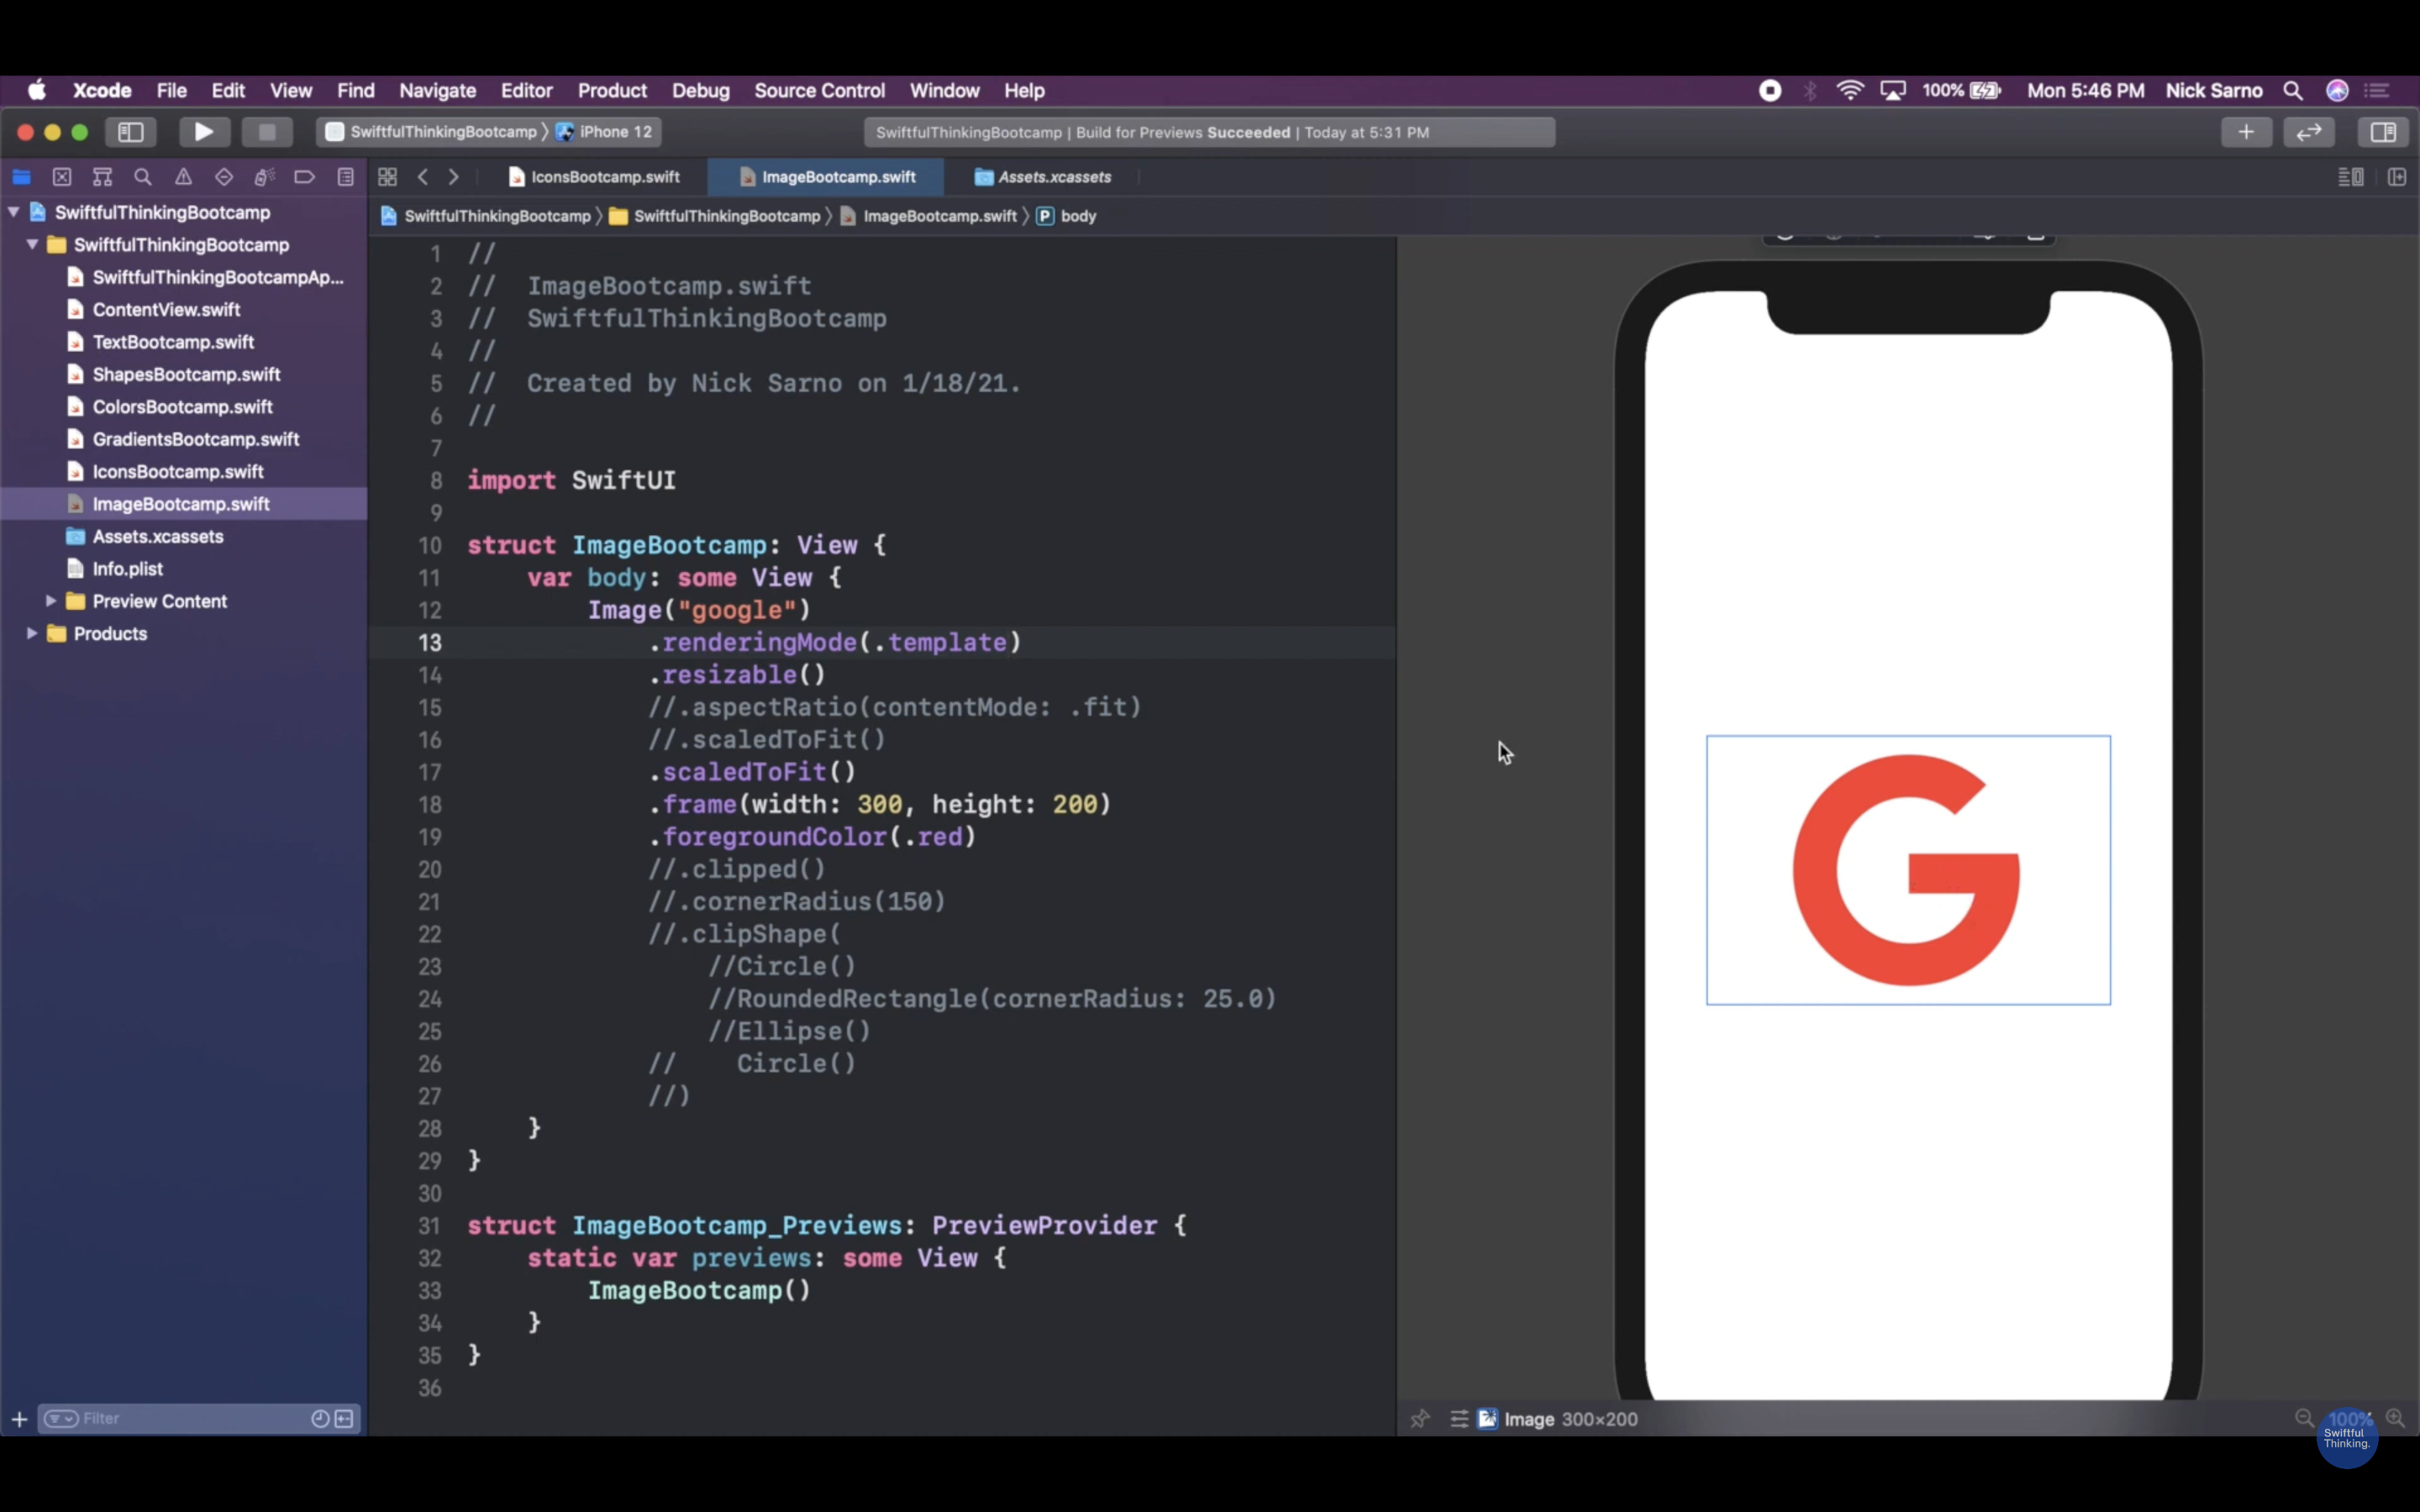 Xcode File Edit View Find Navigate Editor Product Debug Source Control Window Help 100% Mon 5:46 PM Nick Sarno
SwiftfulThinkingBootcamp 〉 iPhone 12 SwiftfulThinkingBootcamp | Build for Previews Succeeded | Today at 5:31 PM
IconsBootcamp.swift ImageBootcamp.swift Assets.xcassets
SwiftfulThinkingBootcamp 〉 SwiftfulThinkingBootcamp 〉 ImageBootcamp.swift 〉 P body
SwiftfulThinkingBootcamp
SwiftfulThinkingBootcamp
SwiftfulThinkingBootcampAp...
ContentView.swift
TextBootcamp.swift
ShapesBootcamp.swift
ColorsBootcamp.swift
GradientsBootcamp.swift
IconsBootcamp.swift
ImageBootcamp.swift
Assets.xcassets
Info.plist
Preview Content
Products
Filter
1 //
2 //  ImageBootcamp.swift
3 //  SwiftfulThinkingBootcamp
4 //
5 //  Created by Nick Sarno on 1/18/21.
6 //
7
8 import SwiftUI
9
10 struct ImageBootcamp: View {
11     var body: some View {
12         Image("google")
13             .renderingMode(.template)
14             .resizable()
15             //.aspectRatio(contentMode: .fit)
16             //.scaledToFit()
17             .scaledToFit()
18             .frame(width: 300, height: 200)
19             .foregroundColor(.red)
20             //.clipped()
21             //.cornerRadius(150)
22             //.clipShape(
23                 //Circle()
24                 //RoundedRectangle(cornerRadius: 25.0)
25                 //Ellipse()
26             //    Circle()
27             //)
28     }
29 }
30
31 struct ImageBootcamp_Previews: PreviewProvider {
32     static var previews: some View {
33         ImageBootcamp()
34     }
35 }
36
G
Image 300×200
100%
Swiftful
Thinking.